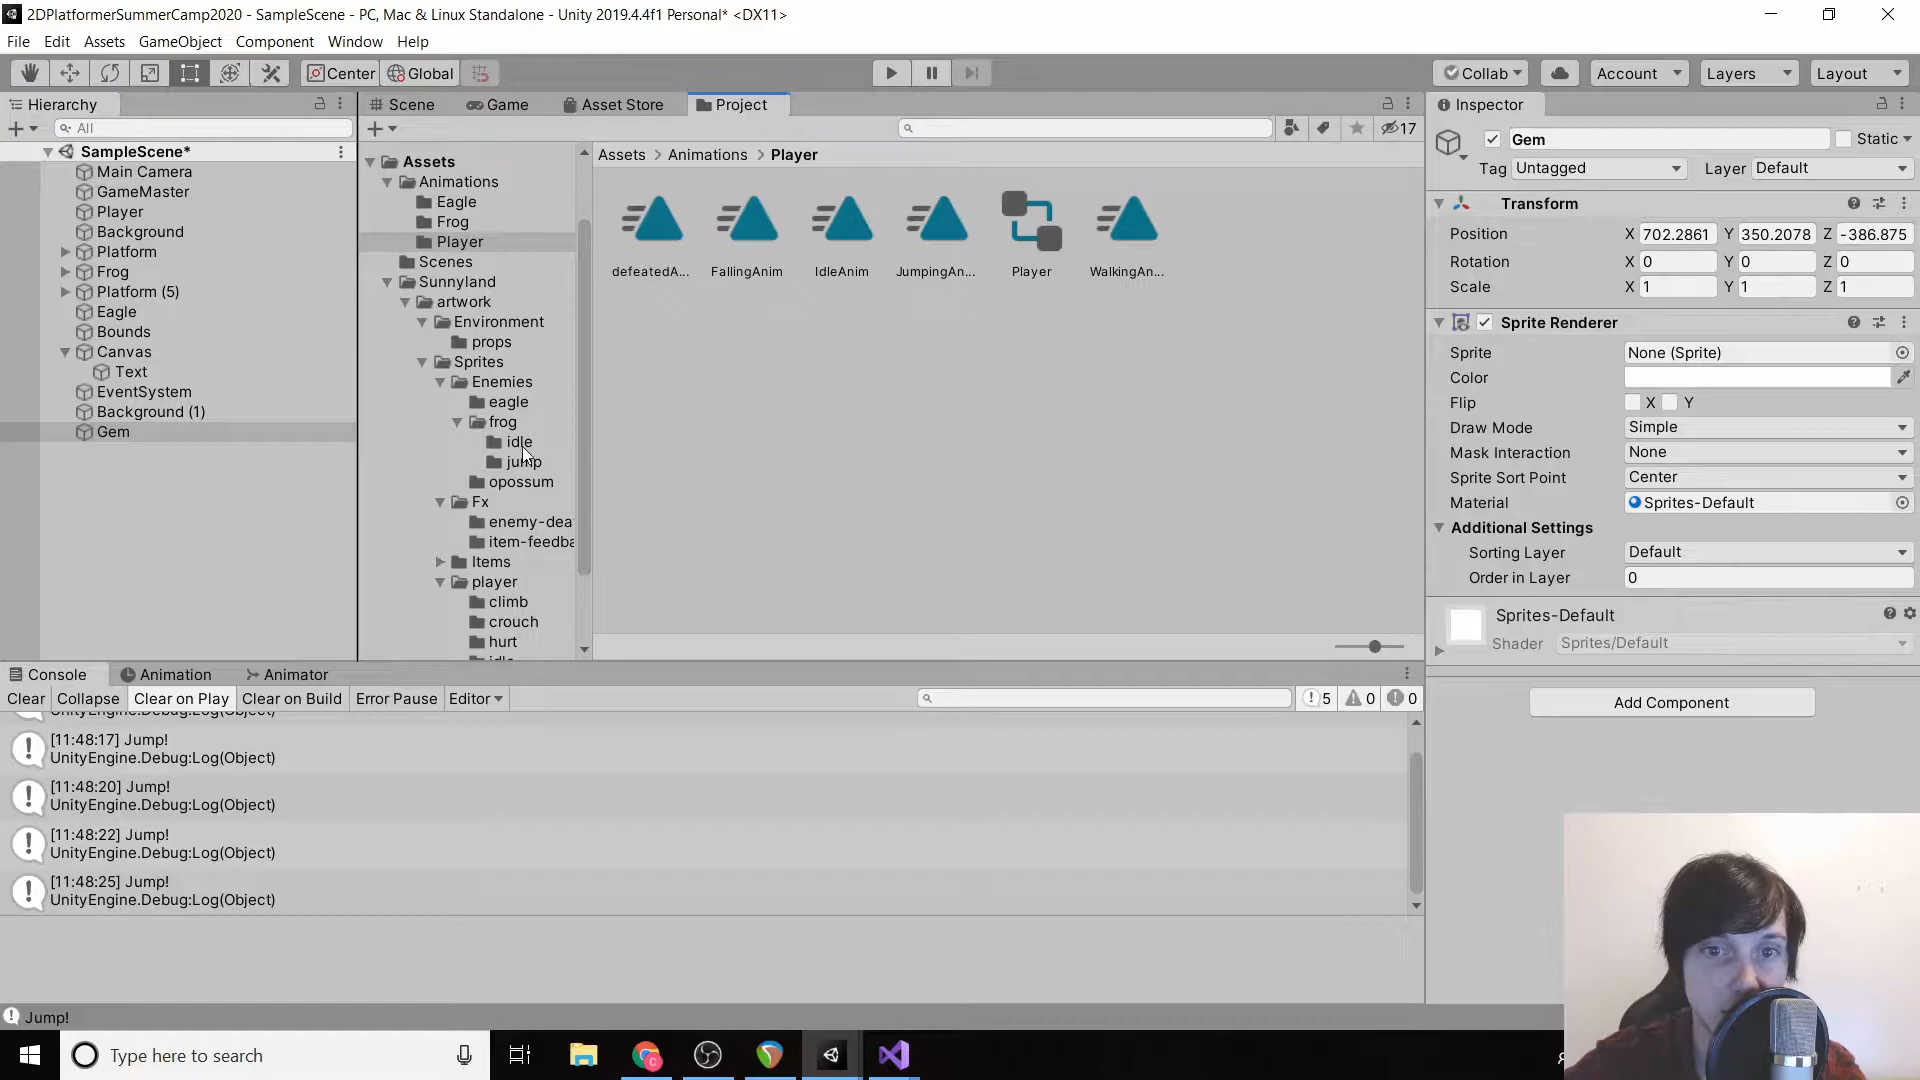 2DPlatformerSummerCamp2020 - SampleScene - PC, Mac & Linux Standalone - Unity 2019.4.4f1 Personal* <DX11>
File Edit Assets GameObject Component Window Help
Center Global Collab Account Layers Layout
Hierarchy
All
SampleScene*
Main Camera
GameMaster
Player
Background
Platform
Frog
Platform (5)
Eagle
Bounds
Canvas
Text
EventSystem
Background (1)
Gem
Scene Game Asset Store Project
17
Assets
Animations
Eagle
Frog
Player
Scenes
Sunnyland
artwork
Environment
props
Sprites
Enemies
eagle
frog
idle
jump
opossum
Fx
enemy-dea
item-feedba
Items
player
climb
crouch
hurt
Assets > Animations > Player
defeatedA... FallingAnim IdleAnim JumpingAn... Player WalkingAn...
Inspector
Gem Static
Tag Untagged Layer Default
Transform
Position X 702.2861 Y 350.2078 Z -386.875
Rotation X 0 Y 0 Z 0
Scale X 1 Y 1 Z 1
Sprite Renderer
Sprite None (Sprite)
Color
Flip X Y
Draw Mode Simple
Mask Interaction None
Sprite Sort Point Center
Material Sprites-Default
Additional Settings
Sorting Layer Default
Order in Layer 0
Sprites-Default
Shader Sprites/Default
Add Component
Console Animation Animator
Clear Collapse Clear on Play Clear on Build Error Pause Editor 5 0 0
UnityEngine.Debug:Log(Object)
[11:48:17] Jump!
UnityEngine.Debug:Log(Object)
[11:48:20] Jump!
UnityEngine.Debug:Log(Object)
[11:48:22] Jump!
UnityEngine.Debug:Log(Object)
[11:48:25] Jump!
UnityEngine.Debug:Log(Object)
Jump!
Type here to search